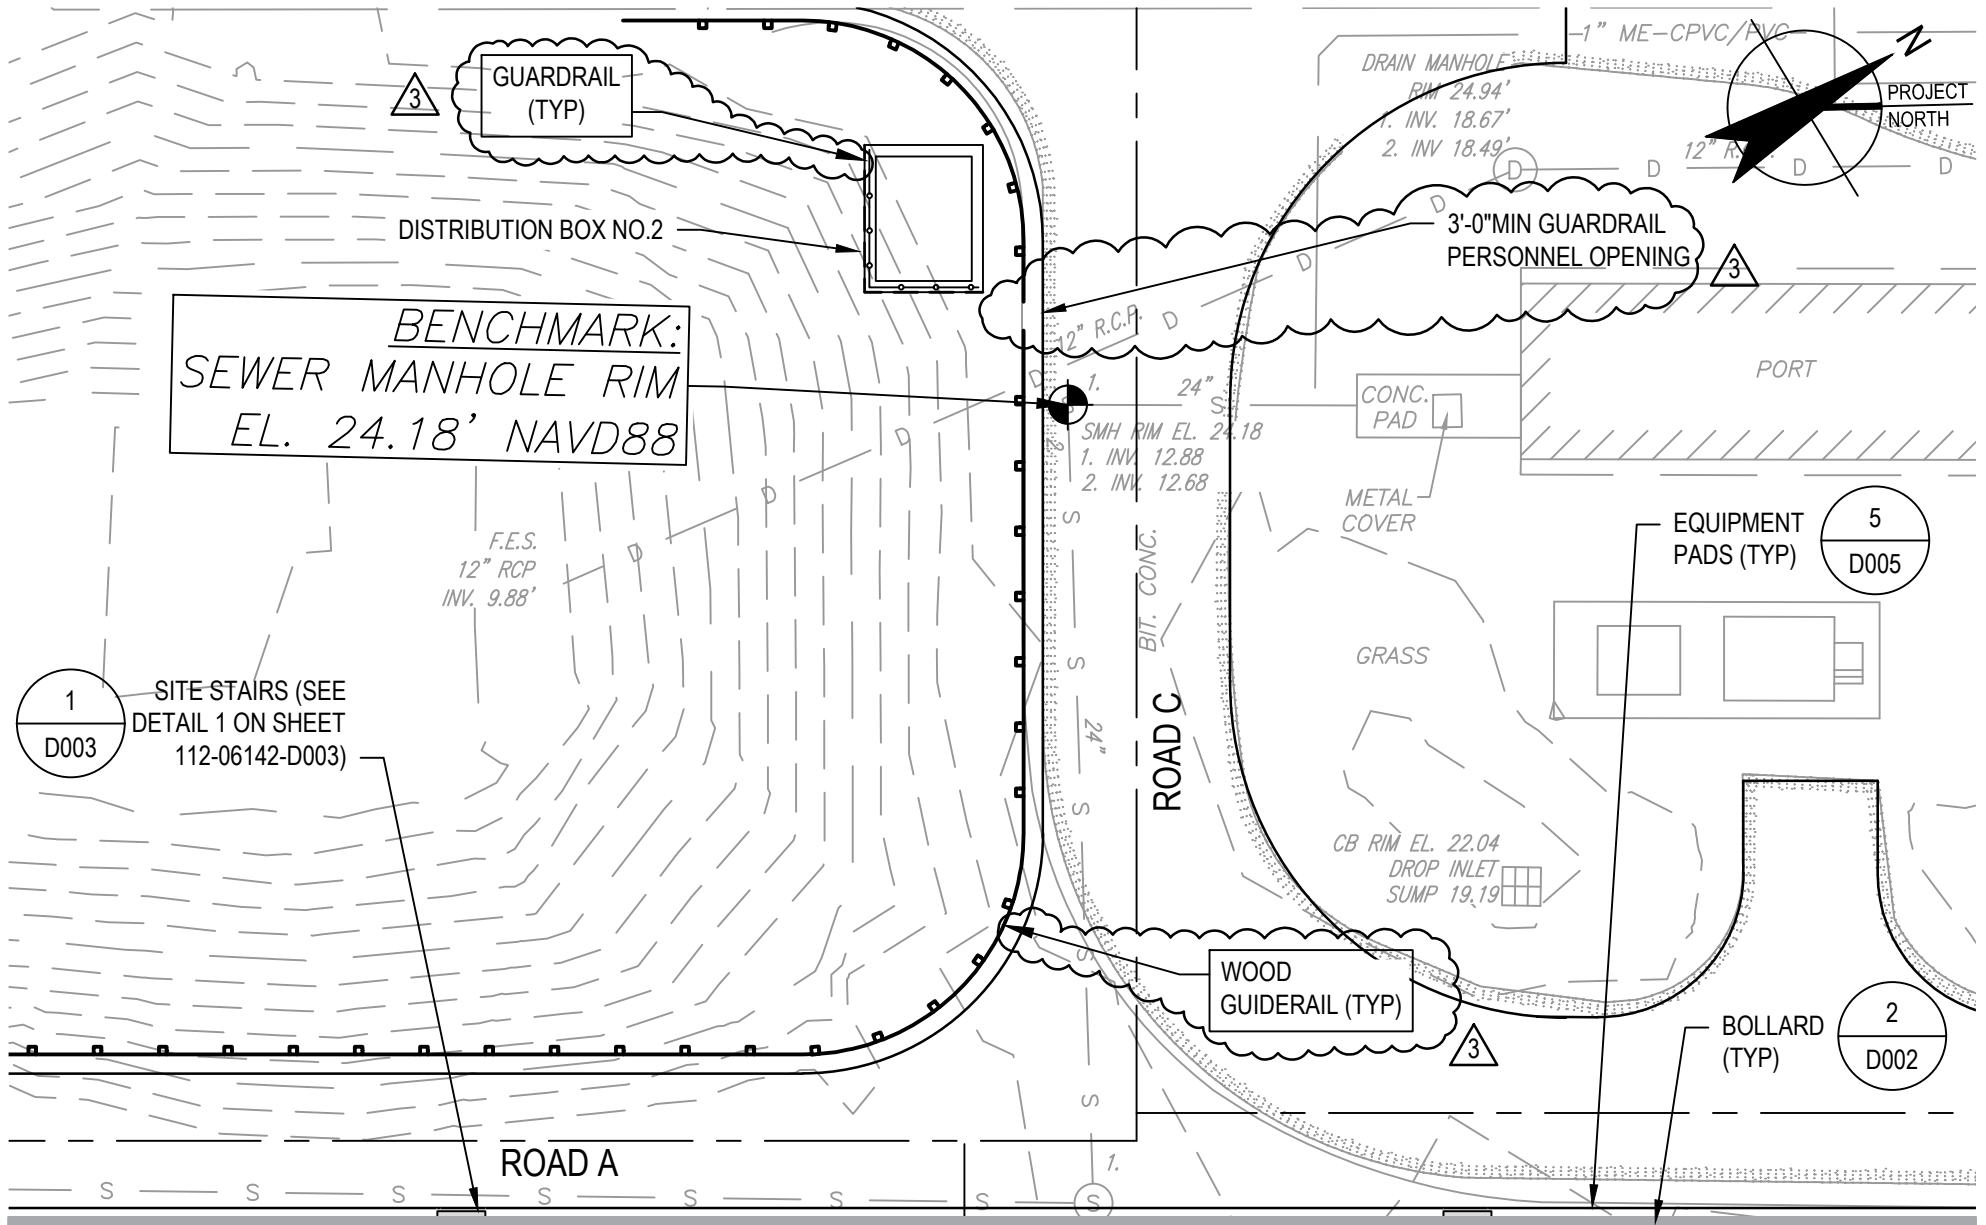 1" ME-CPVC/PVC
N
PROJECT
NORTH
GUARDRAIL
(TYP)
3
DRAIN MANHOLE
RIM 24.94'
1. INV. 18.67'
2. INV 18.49'
D
D
12" R.
D
D
D
D
D
D
D
D
D
DISTRIBUTION BOX NO.2
3'-0"MIN GUARDRAIL
PERSONNEL OPENING
3
12" R.C.P.
BENCHMARK:
SEWER MANHOLE RIM
EL. 24.18' NAVD88
1.
24"
S
2.
SMH RIM EL. 24.18
1. INV. 12.88
2. INV. 12.68
CONC.
PAD
PORT
METAL
COVER
EQUIPMENT
PADS (TYP)
5
D005
F.E.S.
12" RCP
INV. 9.88'
S
BIT. CONC.
GRASS
S
24"
S
ROAD C
1
D003
SITE STAIRS (SEE
DETAIL 1 ON SHEET
112-06142-D003)
CB RIM EL. 22.04
DROP INLET
SUMP 19.19
S
WOOD
GUIDERAIL (TYP)
3
BOLLARD
(TYP)
2
D002
S
ROAD A
1.
S
S
S
S
S
S
S
S